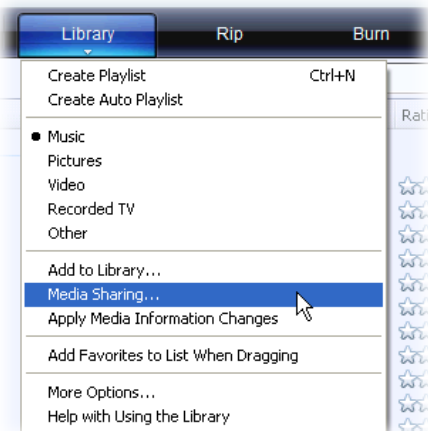 Library Rip Burn
Create Playlist Ctrl+N
Create Auto Playlist
Music
Pictures
Video
Recorded TV
Other
Add to Library...
Media Sharing...
Apply Media Information Changes
Add Favorites to List When Dragging
More Options...
Help with Using the Library